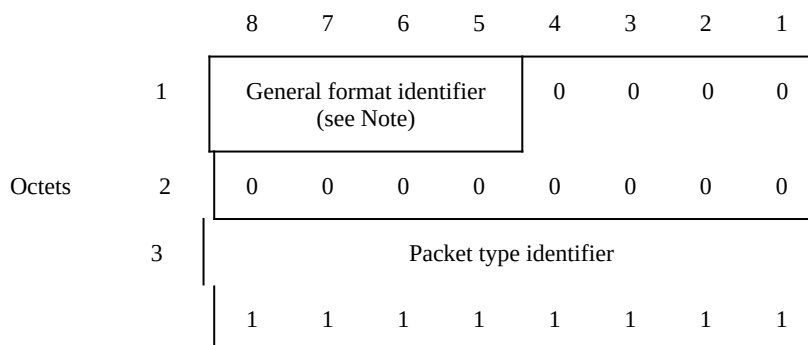 8 7 6 5 4 3 2 1
1 General format identifier 0 0 0 0
(see Note)
Octets 2 0 0 0 0 0 0 0 0
3 Packet type identifier
1 1 1 1 1 1 1 1